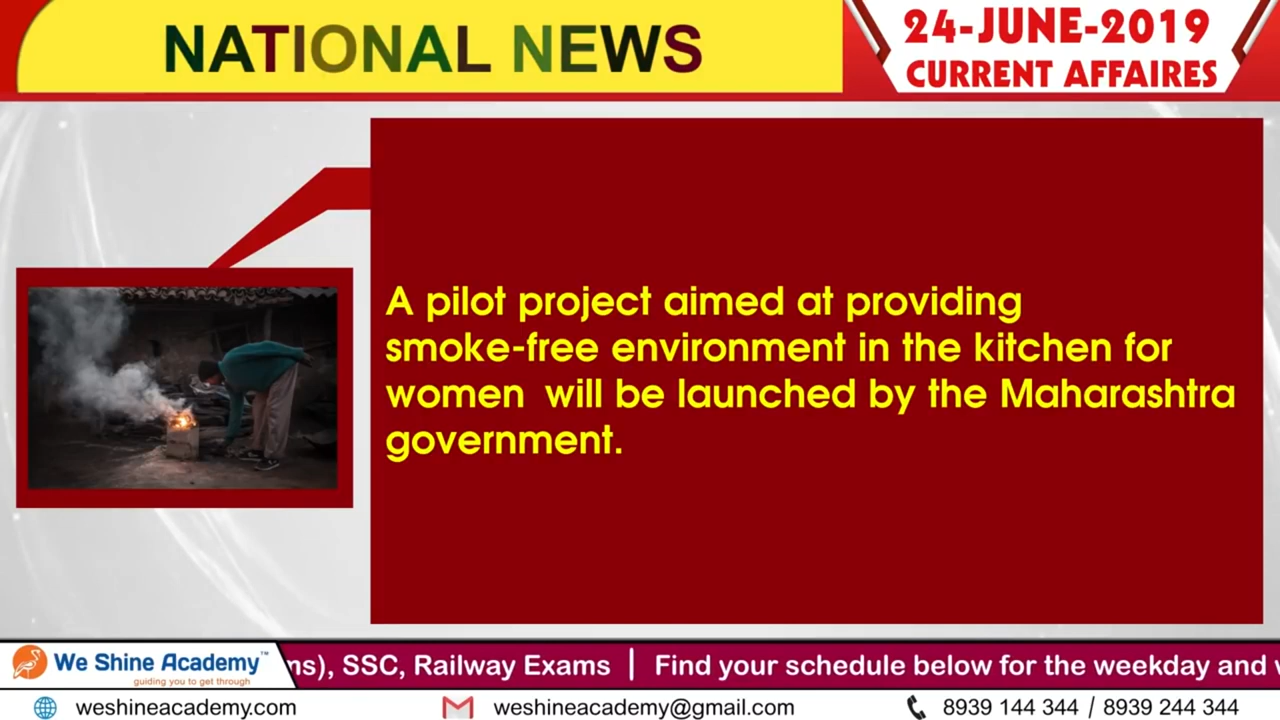 NATIONAL NEWS
24-JUNE-2019
CURRENT AFFAIRES
A pilot project aimed at providing
smoke-free environment in the kitchen for
women will be launched by the Maharashtra
government.
We Shine Academy™
guiding you to get through
), SSC, Railway Exams | Find your schedule below for the weekday and
weshineacademy.com
weshineacademy@gmail.com
8939 144 344 / 8939 244 344